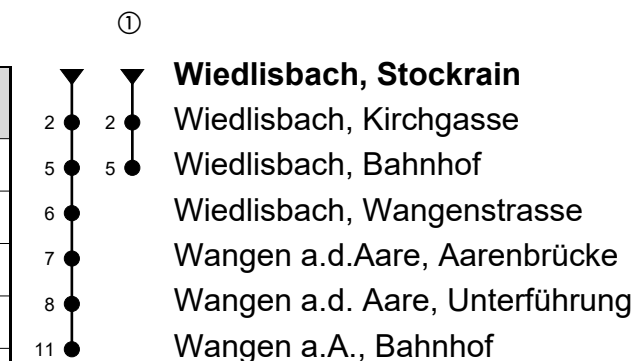 ①
Wiedlisbach, Stockrain
2 2 Wiedlisbach, Kirchgasse
5 5 Wiedlisbach, Bahnhof
6 Wiedlisbach, Wangenstrasse
7 Wangen a.d.Aare, Aarenbrücke
8 Wangen a.d. Aare, Unterführung
11 Wangen a.A., Bahnhof